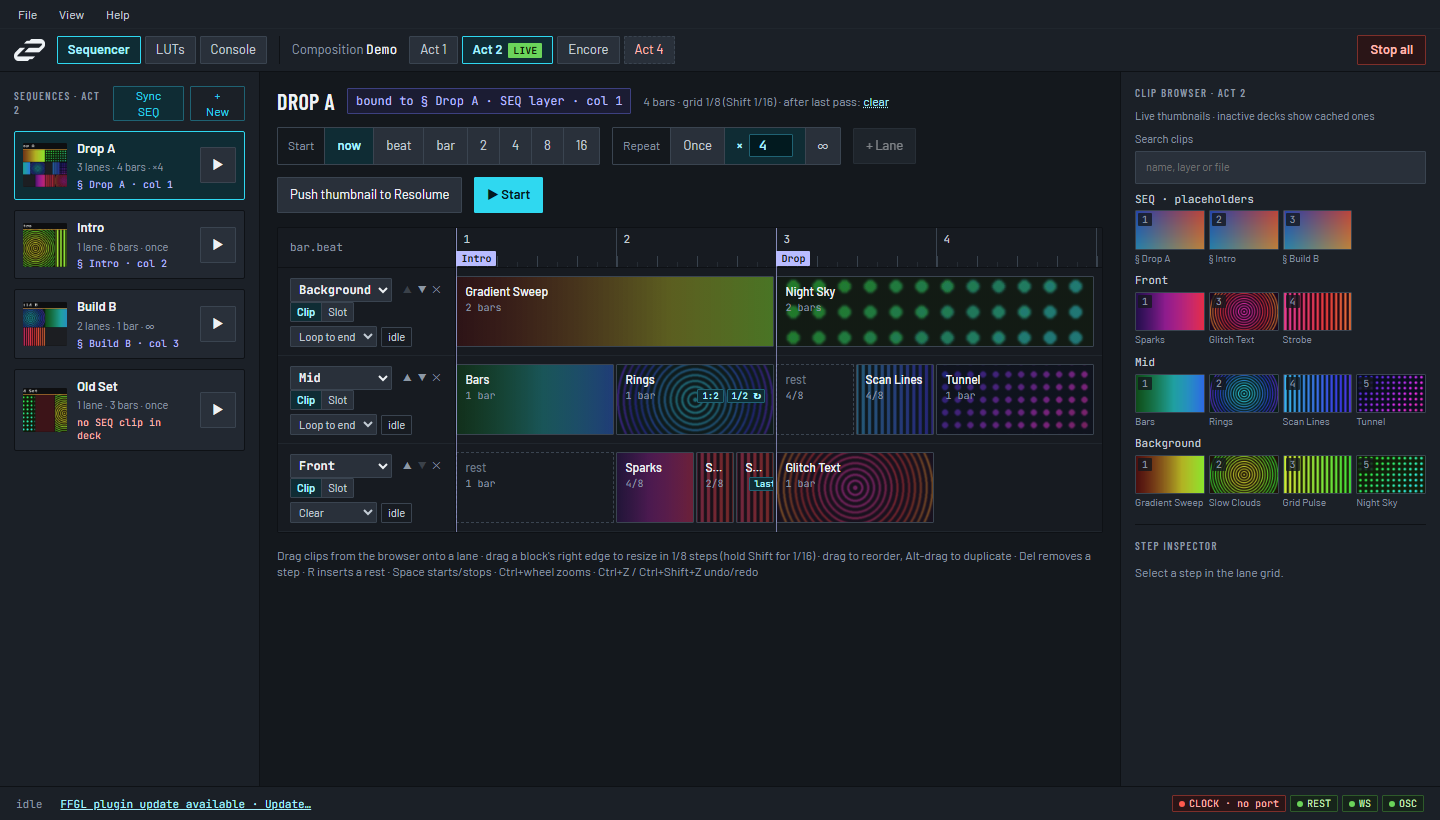 File View Help
Sequencer LUTs Console Composition Demo Act 1 Act 2 LIVE Encore Act 4 Stop all
SEQUENCES · ACT 2
Sync SEQ
+ New
Drop A
3 lanes · 4 bars · ×4
§ Drop A · col 1
Intro
1 lane · 6 bars · once
§ Intro · col 2
Build B
2 lanes · 1 bar · ∞
§ Build B · col 3
Old Set
1 lane · 3 bars · once
no SEQ clip in
deck
DROP A bound to § Drop A · SEQ layer · col 1 4 bars · grid 1/8 (Shift 1/16) · after last pass: clear
Start now beat bar 2 4 8 16 Repeat Once × 4 ∞ + Lane
Push thumbnail to Resolume ▶ Start
bar.beat 1 2 3 4
Intro Drop
Background
Clip Slot
Loop to end idle
Gradient Sweep
2 bars
Night Sky
2 bars
Mid
Clip Slot
Loop to end idle
Bars
1 bar
Rings
1 bar 1:2 1/2 ↻
rest
4/8
Scan Lines
4/8
Tunnel
1 bar
Front
Clip Slot
Clear idle
rest
1 bar
Sparks
4/8
S...
2/8
S...
last
Glitch Text
1 bar
Drag clips from the browser onto a lane · drag a block's right edge to resize in 1/8 steps (hold Shift for 1/16) · drag to reorder, Alt-drag to duplicate · Del removes a
step · R inserts a rest · Space starts/stops · Ctrl+wheel zooms · Ctrl+Z / Ctrl+Shift+Z undo/redo
CLIP BROWSER · ACT 2
Live thumbnails · inactive decks show cached ones
Search clips
name, layer or file
SEQ · placeholders
1 2 3
§ Drop A § Intro § Build B
Front
1 3 4
Sparks Glitch Text Strobe
Mid
1 2 4 5
Bars Rings Scan Lines Tunnel
Background
1 2 3 5
Gradient Sweep Slow Clouds Grid Pulse Night Sky
STEP INSPECTOR
Select a step in the lane grid.
idle FFGL plugin update available · Update… CLOCK · no port REST WS OSC